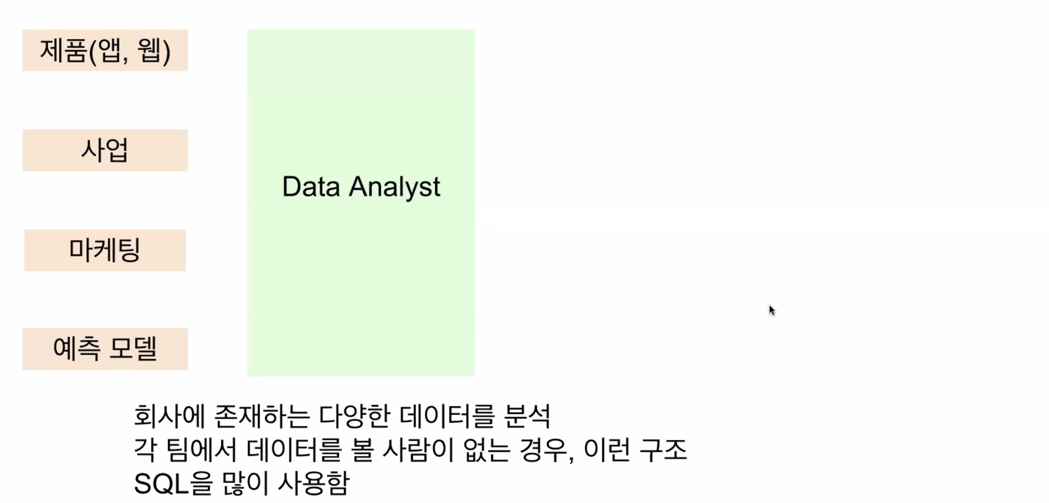 제품(앱, 웹)
사업
마케팅
예측 모델
Data Analyst
회사에 존재하는 다양한 데이터를 분석
각 팀에서 데이터를 볼 사람이 없는 경우, 이런 구조
SQL을 많이 사용함